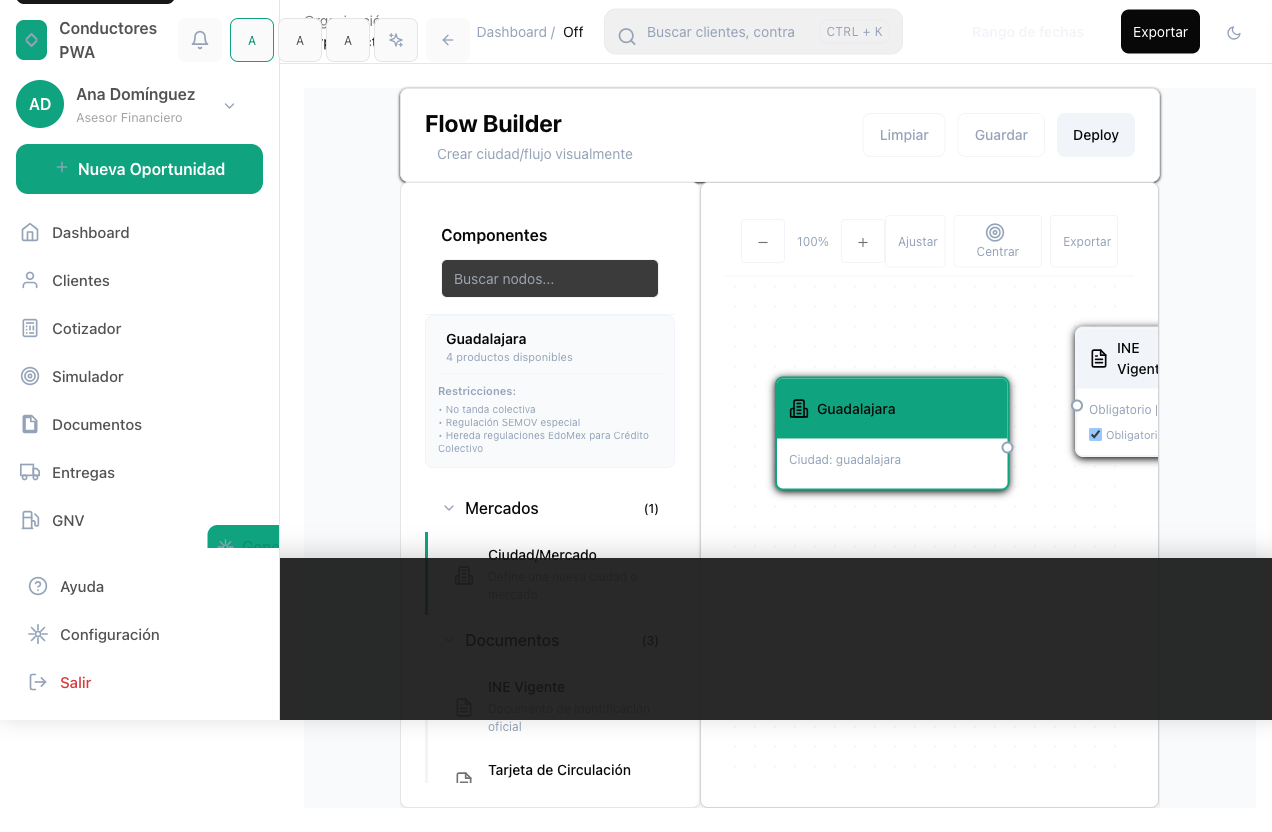 Conductores
PWA
A
A
A
Dashboard / Off
Buscar clientes, contra
CTRL + K
Rango de fechas
Exportar
AD
Ana Domínguez
Asesor Financiero
+ Nueva Oportunidad
Dashboard
Clientes
Cotizador
Simulador
Documentos
Entregas
GNV
Ayuda
Configuración
Salir
Flow Builder
Crear ciudad/flujo visualmente
Limpiar
Guardar
Deploy
Componentes
Buscar nodos...
Guadalajara
4 productos disponibles
Restricciones:
• No tanda colectiva
• Regulación SEMOV especial
• Hereda regulaciones EdoMex para Crédito
Colectivo
Mercados
(1)
Ciudad/Mercado
Define una nueva ciudad o
mercado
Documentos
(3)
INE Vigente
Documento de identificación
oficial
Tarjeta de Circulación
−
100%
+
Ajustar
Centrar
Exportar
Guadalajara
Ciudad: guadalajara
INE
Vigent
Obligatorio |
Obligatori